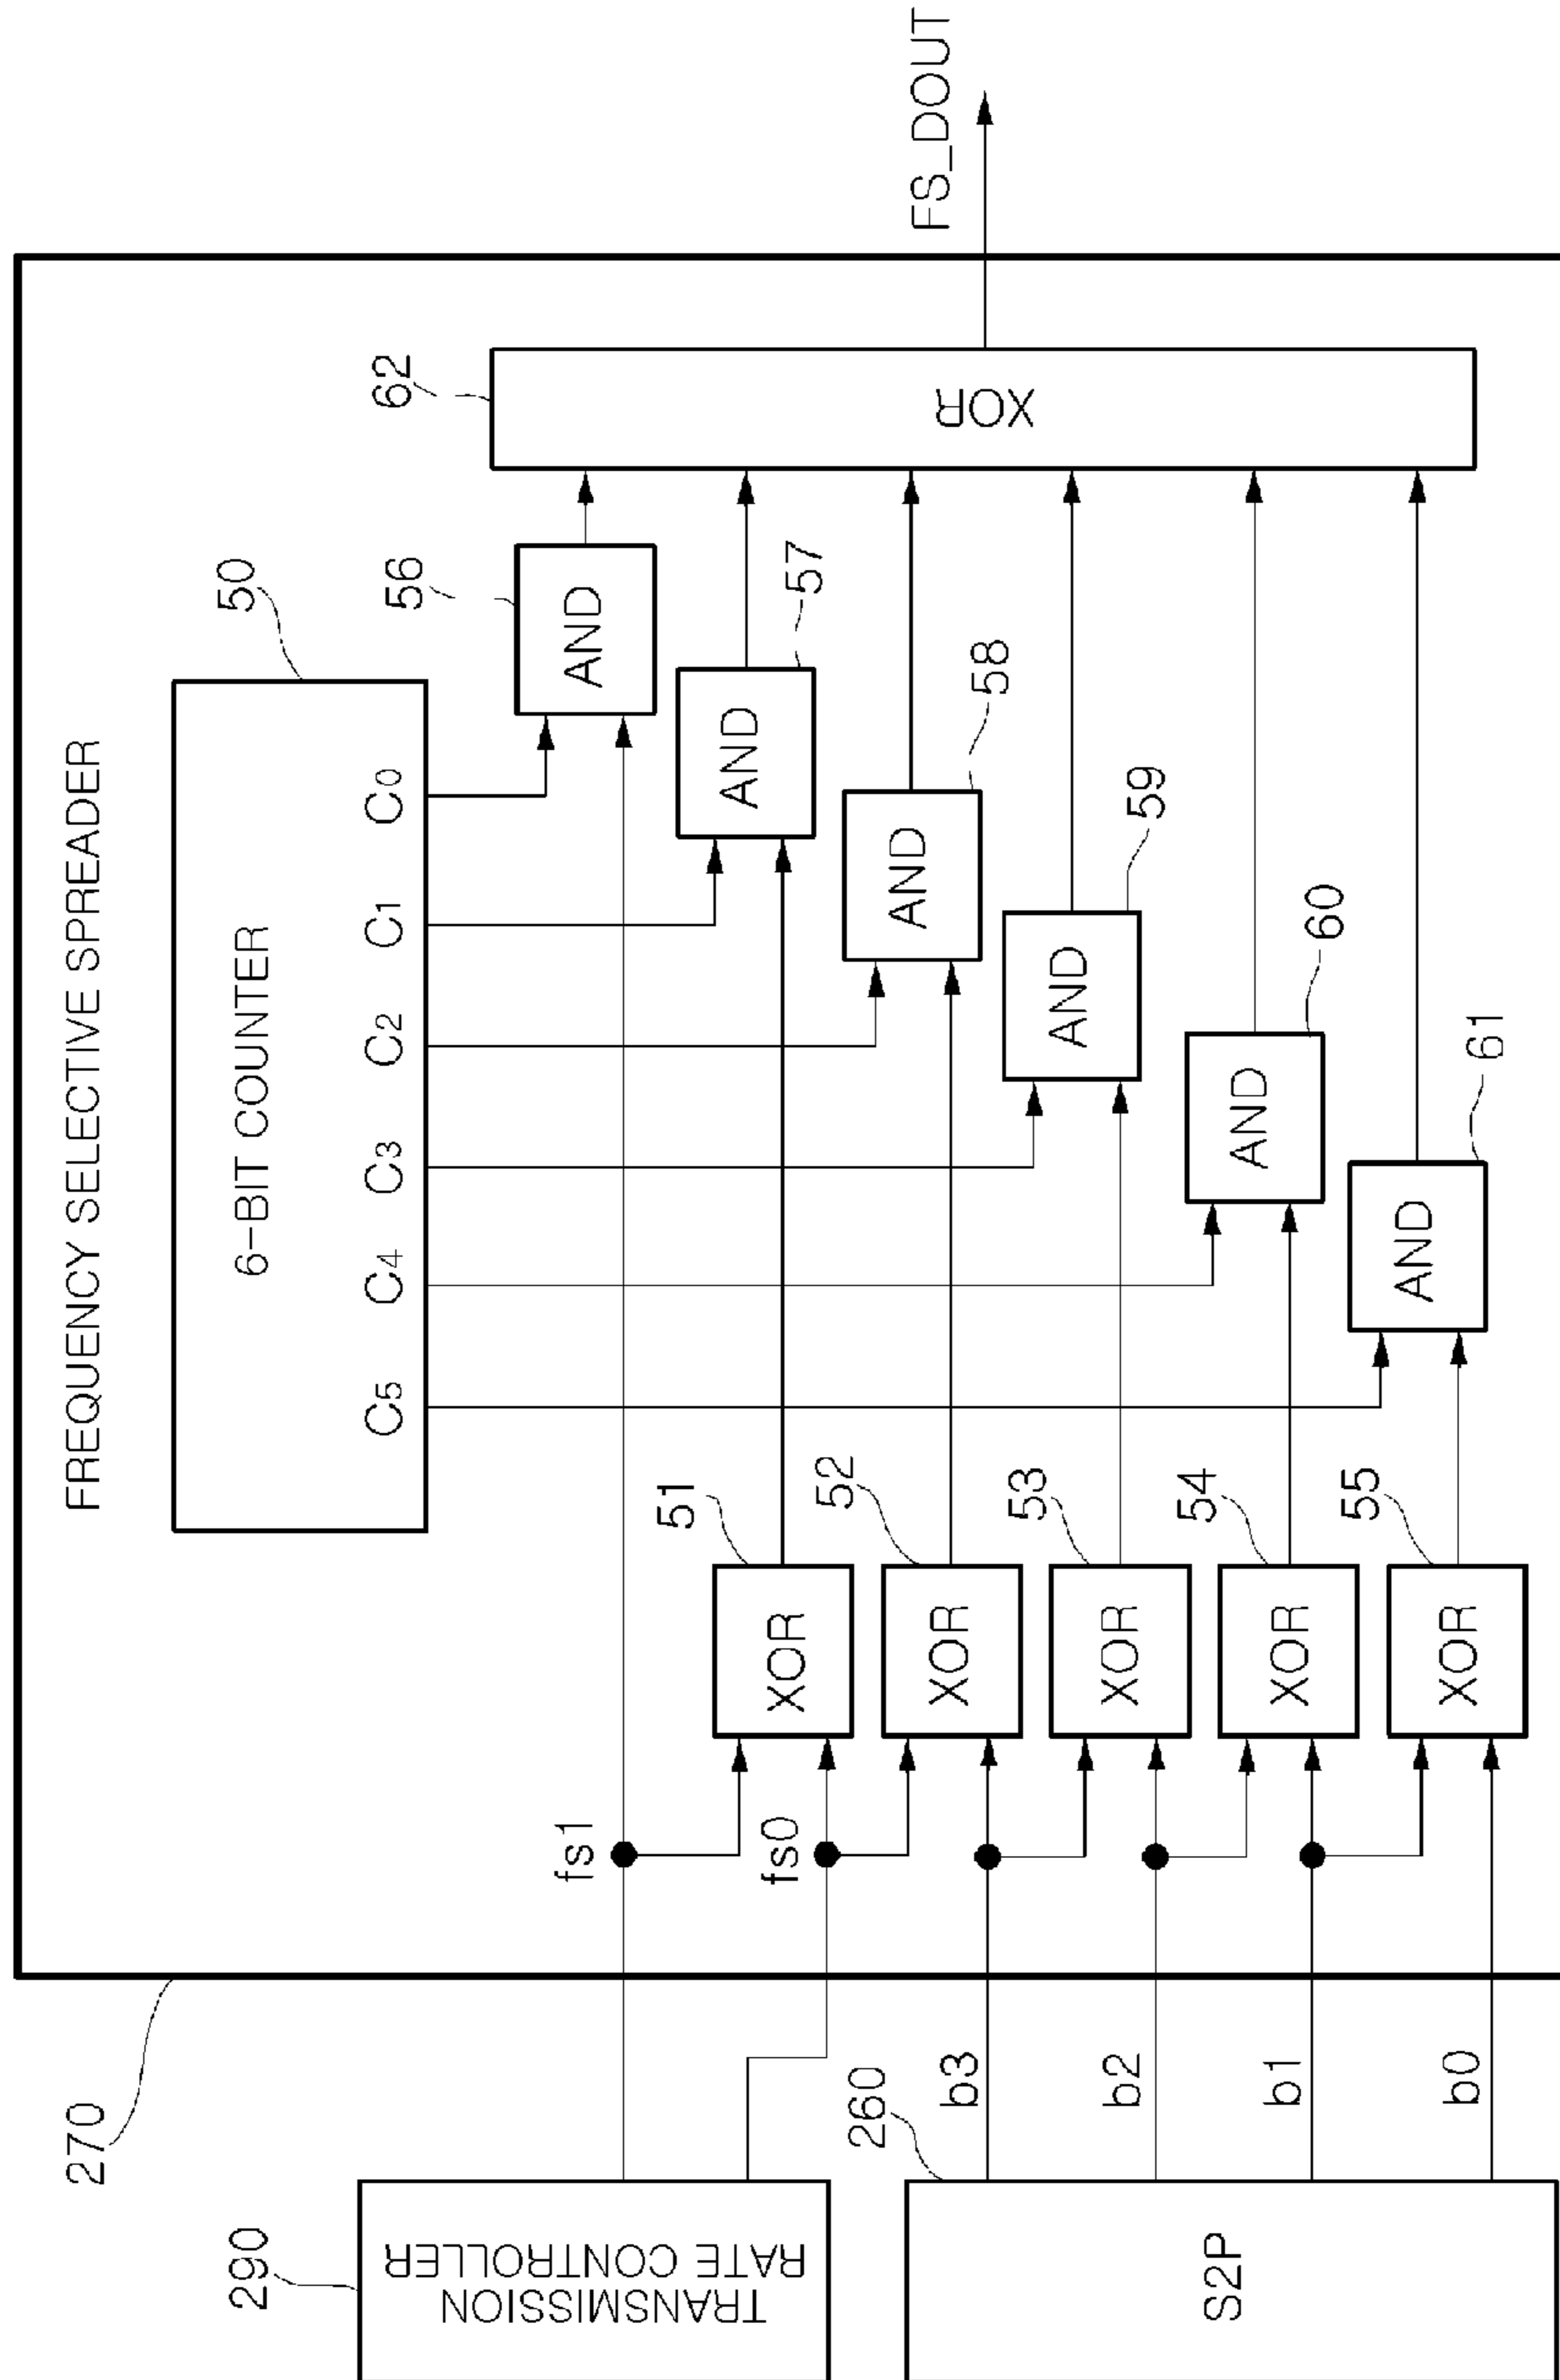 FREQUENCY SELECTIVE SPREADER
270
50
6-BIT COUNTER
C5
C4
C3
C2
C1
C0
62
XOR
FS_DOUT
56
AND
57
AND
58
AND
59
AND
60
AND
61
AND
51
XOR
52
XOR
53
XOR
54
XOR
55
XOR
fs1
fs0
290
TRANSMISSION
RATE CONTROLLER
260
S2P
b3
b2
b1
b0